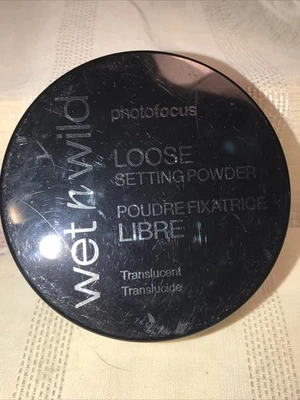 wet n wild
photofocus
LOOSE
SETTING POWDER
POUDRE FIXATRICE
LIBRE
Translucent
Translucide